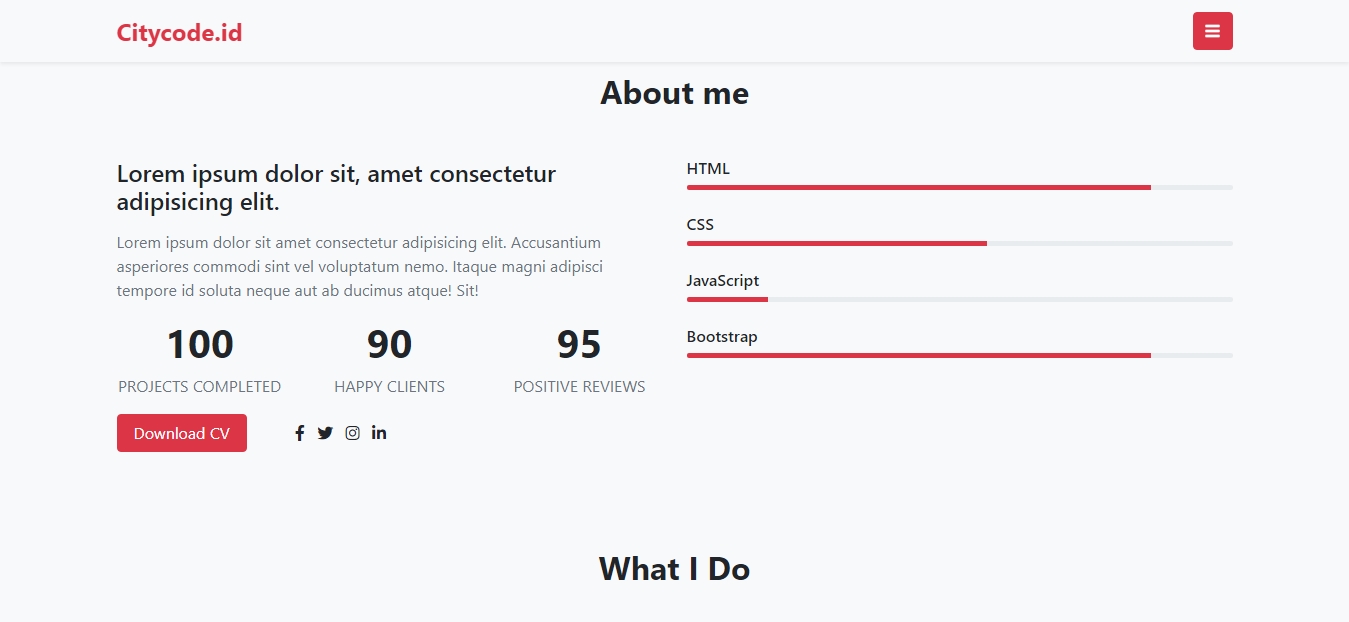 Citycode.id
About me
Lorem ipsum dolor sit, amet consectetur
adipisicing elit.
Lorem ipsum dolor sit amet consectetur adipisicing elit. Accusantium
asperiores commodi sint vel voluptatum nemo. Itaque magni adipisci
tempore id soluta neque aut ab ducimus atque! Sit!
100
90
95
PROJECTS COMPLETED
HAPPY CLIENTS
POSITIVE REVIEWS
Download CV
HTML
CSS
JavaScript
Bootstrap
What I Do